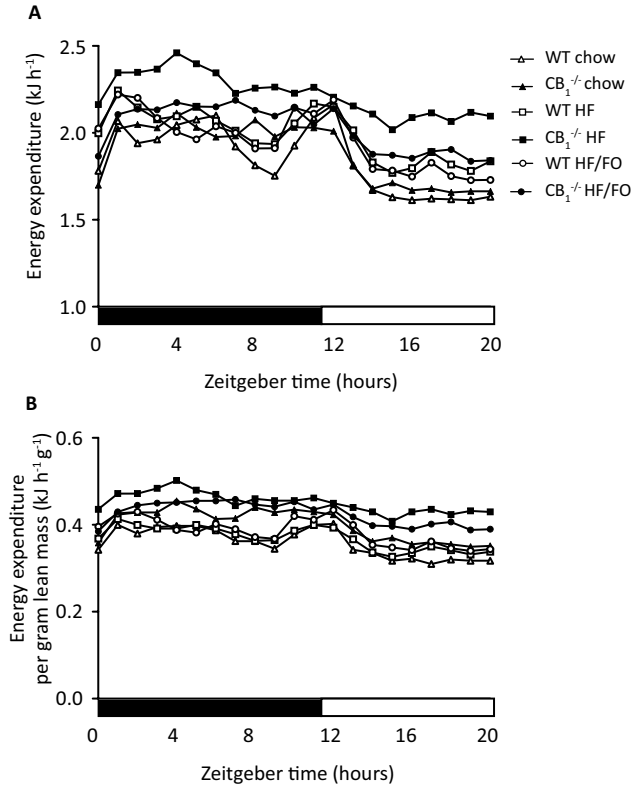 A
Energy expenditure (kJ h⁻¹)
2.5
2.0
1.5
1.0
0 4 8 12 16 20
Zeitgeber time (hours)
WT chow
CB₁⁻/⁻ chow
WT HF
CB₁⁻/⁻ HF
WT HF/FO
CB₁⁻/⁻ HF/FO
B
Energy expenditure
per gram lean mass (kJ h⁻¹ g⁻¹)
0.6
0.4
0.2
0.0
0 4 8 12 16 20
Zeitgeber time (hours)